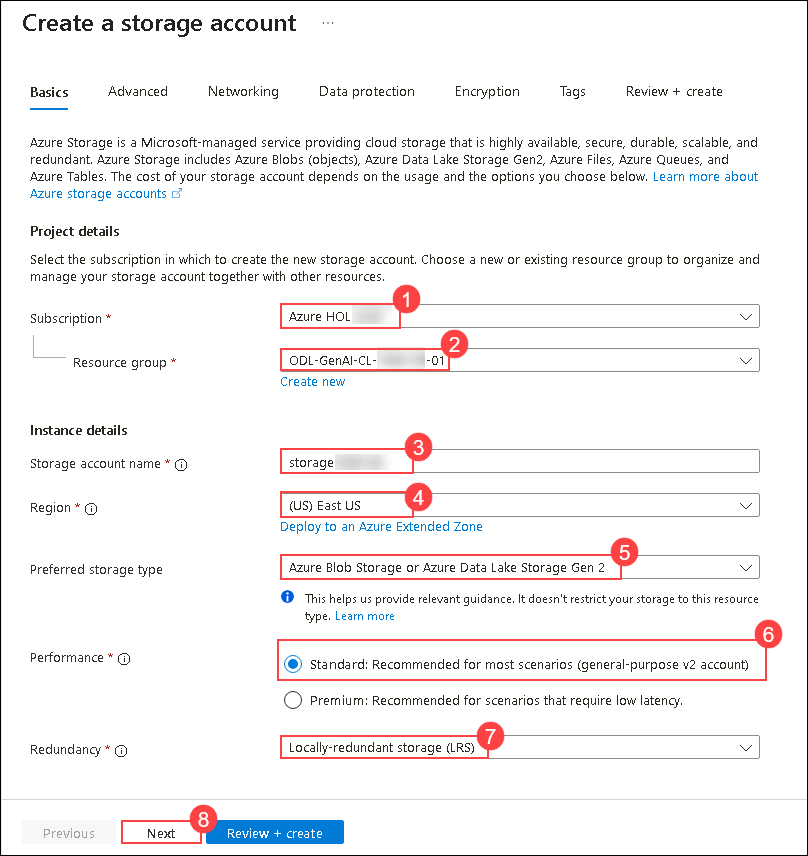 Create a storage account ...
Basics Advanced Networking Data protection Encryption Tags Review + create
Azure Storage is a Microsoft-managed service providing cloud storage that is highly available, secure, durable, scalable, and
redundant. Azure Storage includes Azure Blobs (objects), Azure Data Lake Storage Gen2, Azure Files, Azure Queues, and
Azure Tables. The cost of your storage account depends on the usage and the options you choose below. Learn more about
Azure storage accounts
Project details
Select the subscription in which to create the new storage account. Choose a new or existing resource group to organize and
manage your storage account together with other resources.
1
Subscription * Azure HOL
2
Resource group * ODL-GenAI-CL- -01
Create new
Instance details
3
Storage account name * storage
4
Region * (US) East US
Deploy to an Azure Extended Zone
5
Preferred storage type Azure Blob Storage or Azure Data Lake Storage Gen 2
This helps us provide relevant guidance. It doesn't restrict your storage to this resource
type. Learn more
6
Performance * Standard: Recommended for most scenarios (general-purpose v2 account)
Premium: Recommended for scenarios that require low latency.
7
Redundancy * Locally-redundant storage (LRS)
8
Previous Next Review + create